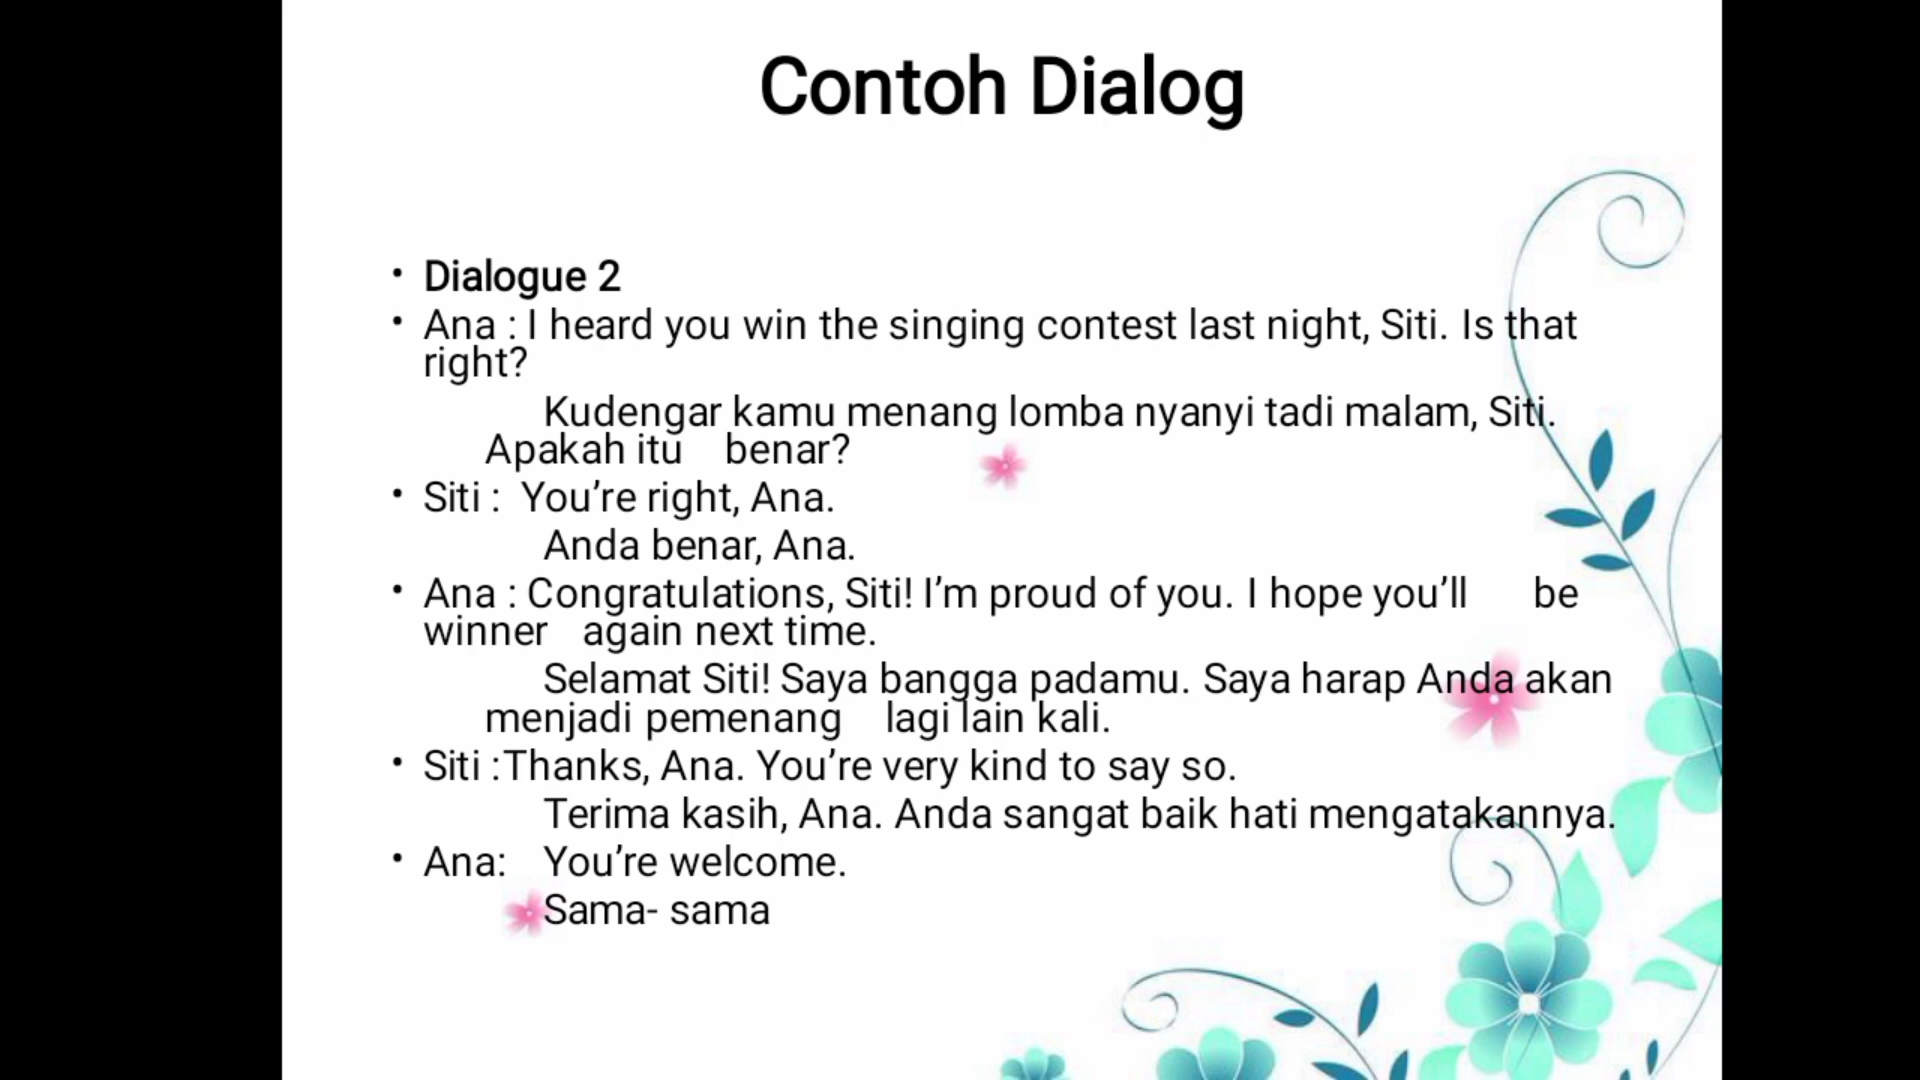 Contoh Dialog
• Dialogue 2
• Ana : I heard you win the singing contest last night, Siti. Is that
right?
Kudengar kamu menang lomba nyanyi tadi malam, Siti.
Apakah itu benar?
• Siti : You’re right, Ana.
Anda benar, Ana.
• Ana : Congratulations, Siti! I’m proud of you. I hope you’ll be
winner again next time.
Selamat Siti! Saya bangga padamu. Saya harap Anda akan
menjadi pemenang lagi lain kali.
• Siti :Thanks, Ana. You’re very kind to say so.
Terima kasih, Ana. Anda sangat baik hati mengatakannya.
• Ana: You’re welcome.
Sama- sama